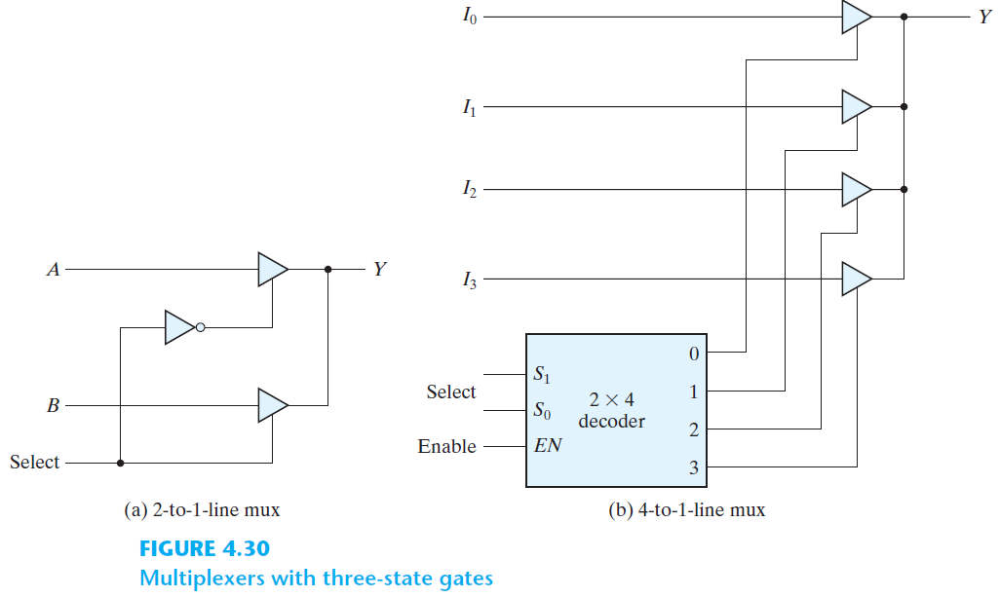 I₀
Y
I₁
I₂
A
Y
I₃
B
Select
Select
Enable
S₁
S₀
EN
2 × 4
decoder
0
1
2
3
(a) 2-to-1-line mux
(b) 4-to-1-line mux
FIGURE 4.30
Multiplexers with three-state gates